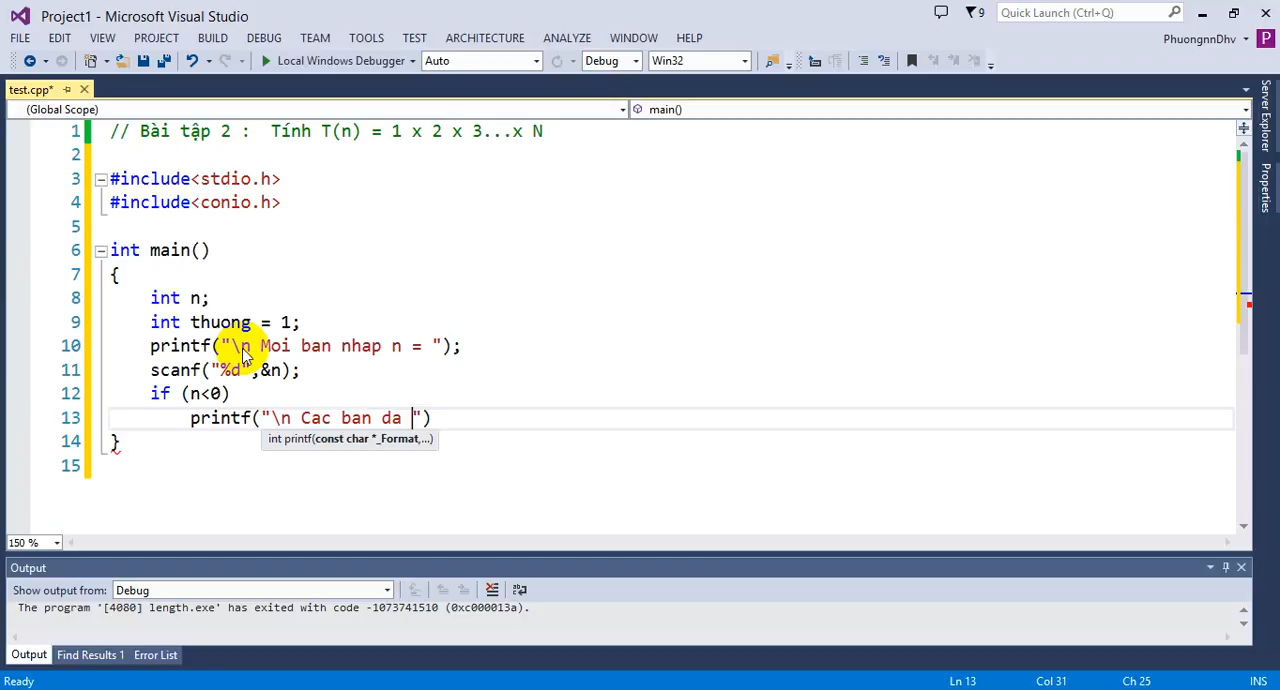 Project1 - Microsoft Visual Studio
9
Quick Launch (Ctrl+Q)
FILE EDIT VIEW PROJECT BUILD DEBUG TEAM TOOLS TEST ARCHITECTURE ANALYZE WINDOW HELP
PhuongnnDhv
P
Local Windows Debugger
Auto
Debug
Win32
test.cpp*
(Global Scope)
main()
1 // Bài tập 2 : Tính T(n) = 1 x 2 x 3...x N
2
3 #include<stdio.h>
4 #include<conio.h>
5
6 int main()
7 {
8 int n;
9 int thuong = 1;
10 printf("\n Moi ban nhap n = ");
11 scanf("%d",&n);
12 if (n<0)
13 printf("\n Cac ban da ")
int printf(const char *_Format,...)
14 }
15
Server Explorer
Properties
150 %
Output
Show output from: Debug
The program '[4080] length.exe' has exited with code -1073741510 (0xc000013a).
Output Find Results 1 Error List
Ready
Ln 13 Col 31 Ch 25 INS